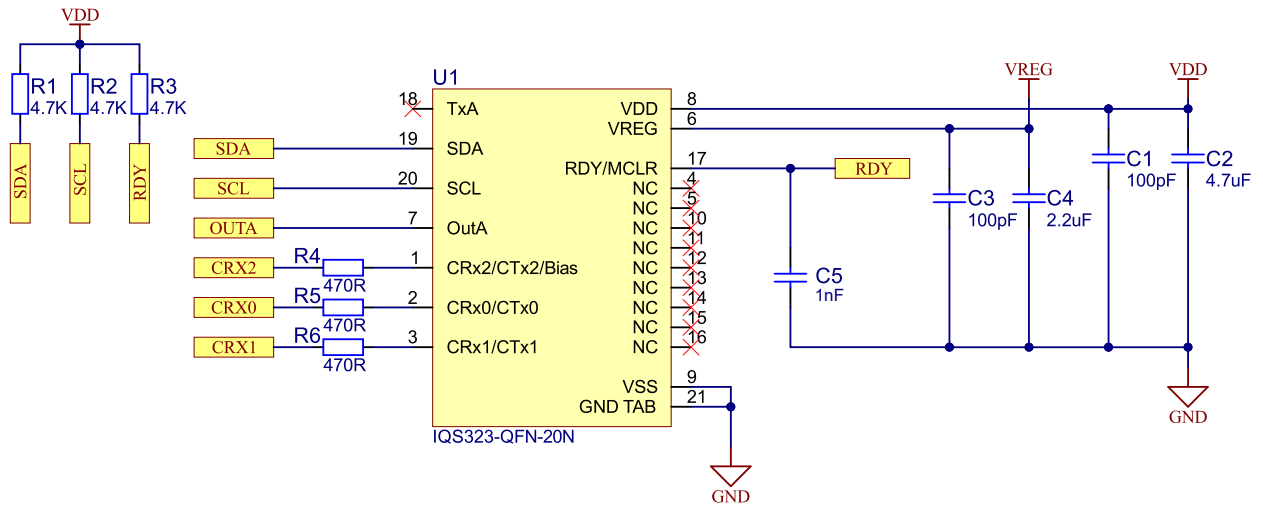 VDD
R1
4.7K
R2
4.7K
R3
4.7K
SDA
SCL
RDY
U1
18
TxA
SDA
19
SDA
SCL
20
SCL
OUTA
7
OutA
CRX2
R4
470R
1
CRx2/CTx2/Bias
CRX0
R5
470R
2
CRx0/CTx0
CRX1
R6
470R
3
CRx1/CTx1
VDD
8
VREG
6
RDY/MCLR
17
RDY
NC
4
NC
5
NC
10
NC
11
NC
12
NC
13
NC
14
NC
15
NC
16
VSS
9
GND TAB
21
IQS323-QFN-20N
GND
VREG
VDD
C1
100pF
C2
4.7uF
C3
100pF
C4
2.2uF
C5
1nF
GND